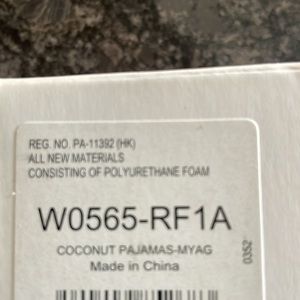 REG. NO. PA-11392 (HK)
ALL NEW MATERIALS
CONSISTING OF POLYURETHANE FOAM
W0565-RF1A
COCONUT PAJAMAS-MYAG
Made in China
0352